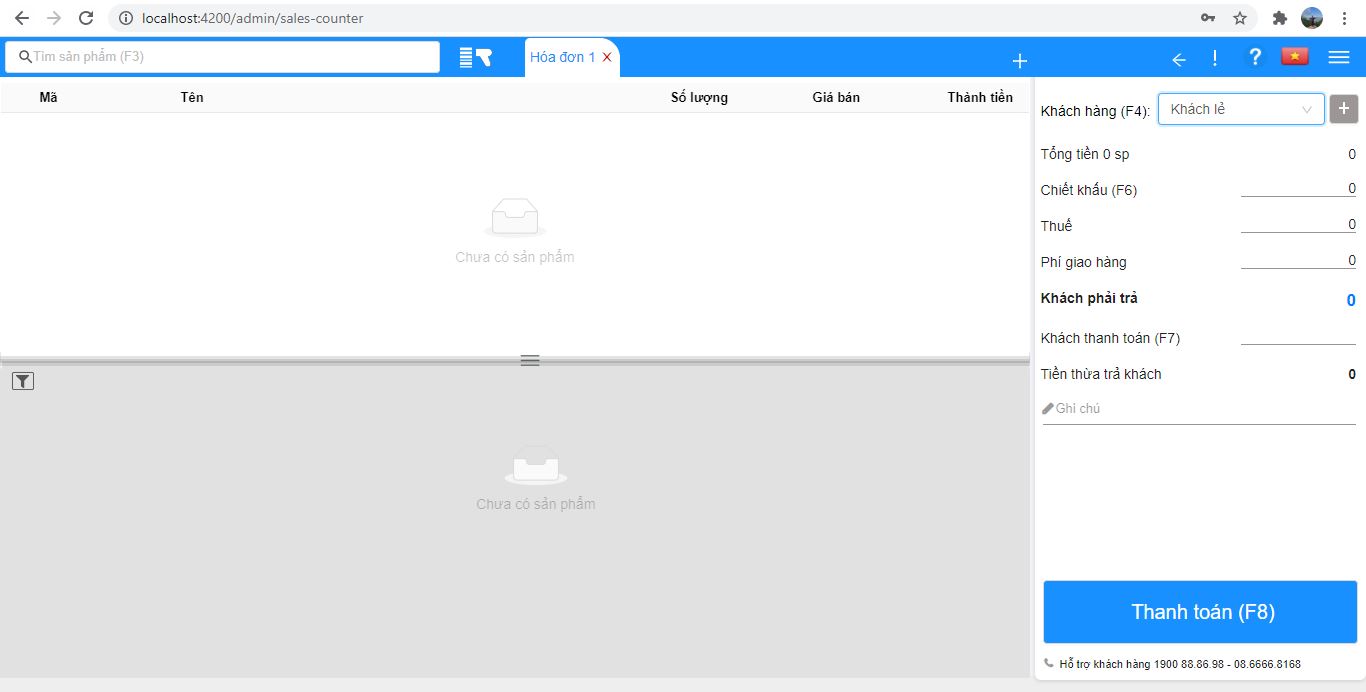 localhost:4200/admin/sales-counter
Tìm sản phẩm (F3)
Hóa đơn 1 X
Mã Tên Số lượng Giá bán Thành tiền
Chưa có sản phẩm
Chưa có sản phẩm
Khách hàng (F4): Khách lẻ
Tổng tiền 0 sp 0
Chiết khấu (F6) 0
Thuế 0
Phí giao hàng 0
Khách phải trả 0
Khách thanh toán (F7)
Tiền thừa trả khách 0
Ghi chú
Thanh toán (F8)
Hỗ trợ khách hàng 1900 88.86.98 - 08.6666.8168